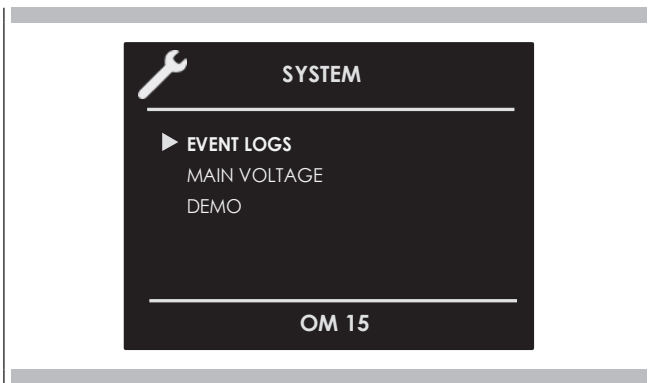 SYSTEM
EVENT LOGS
MAIN VOLTAGE
DEMO
OM 15